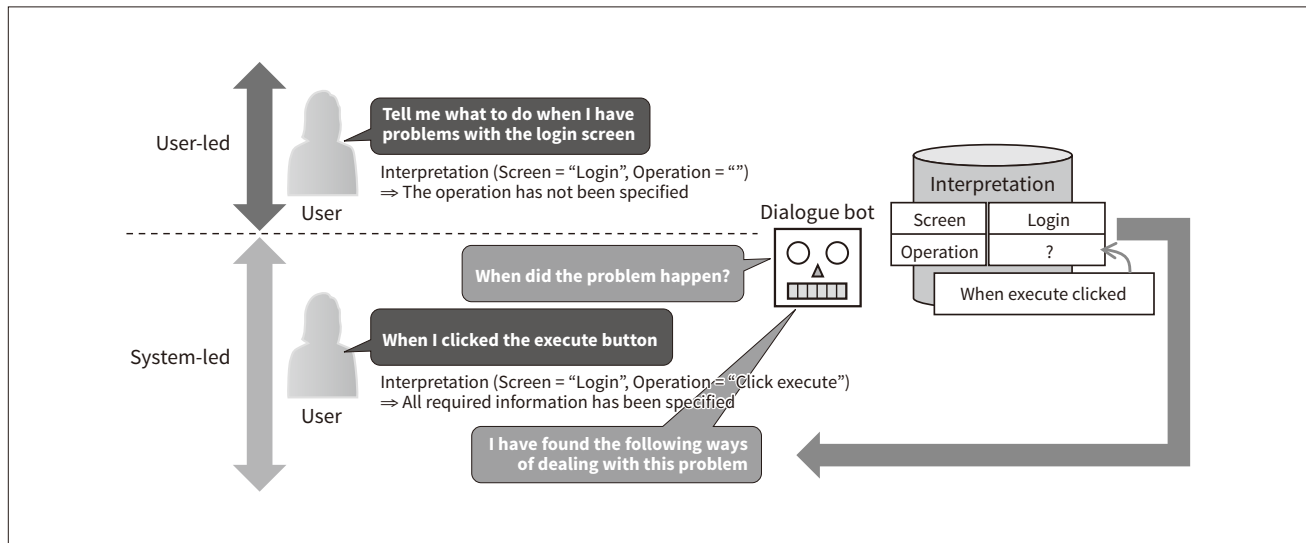 User-led
Tell me what to do when I have
problems with the login screen
Interpretation (Screen = “Login”, Operation = “”)
⇒ The operation has not been specified
User
Dialogue bot
Interpretation
Screen
Login
Operation
?
When execute clicked
When did the problem happen?
System-led
When I clicked the execute button
Interpretation (Screen = “Login”, Operation = “Click execute”)
⇒ All required information has been specified
User
I have found the following ways
of dealing with this problem